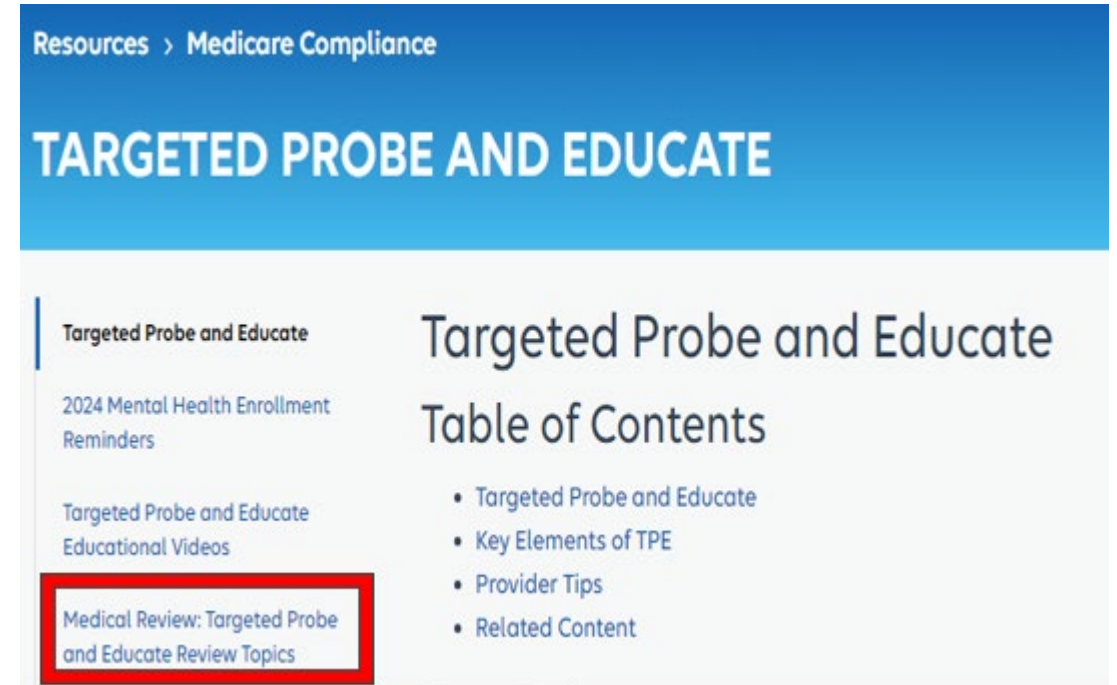 Resources > Medicare Compliance
TARGETED PROBE AND EDUCATE
Targeted Probe and Educate
2024 Mental Health Enrollment
Reminders
Targeted Probe and Educate
Educational Videos
Medical Review: Targeted Probe
and Educate Review Topics
Targeted Probe and Educate
Table of Contents
• Targeted Probe and Educate
• Key Elements of TPE
• Provider Tips
• Related Content